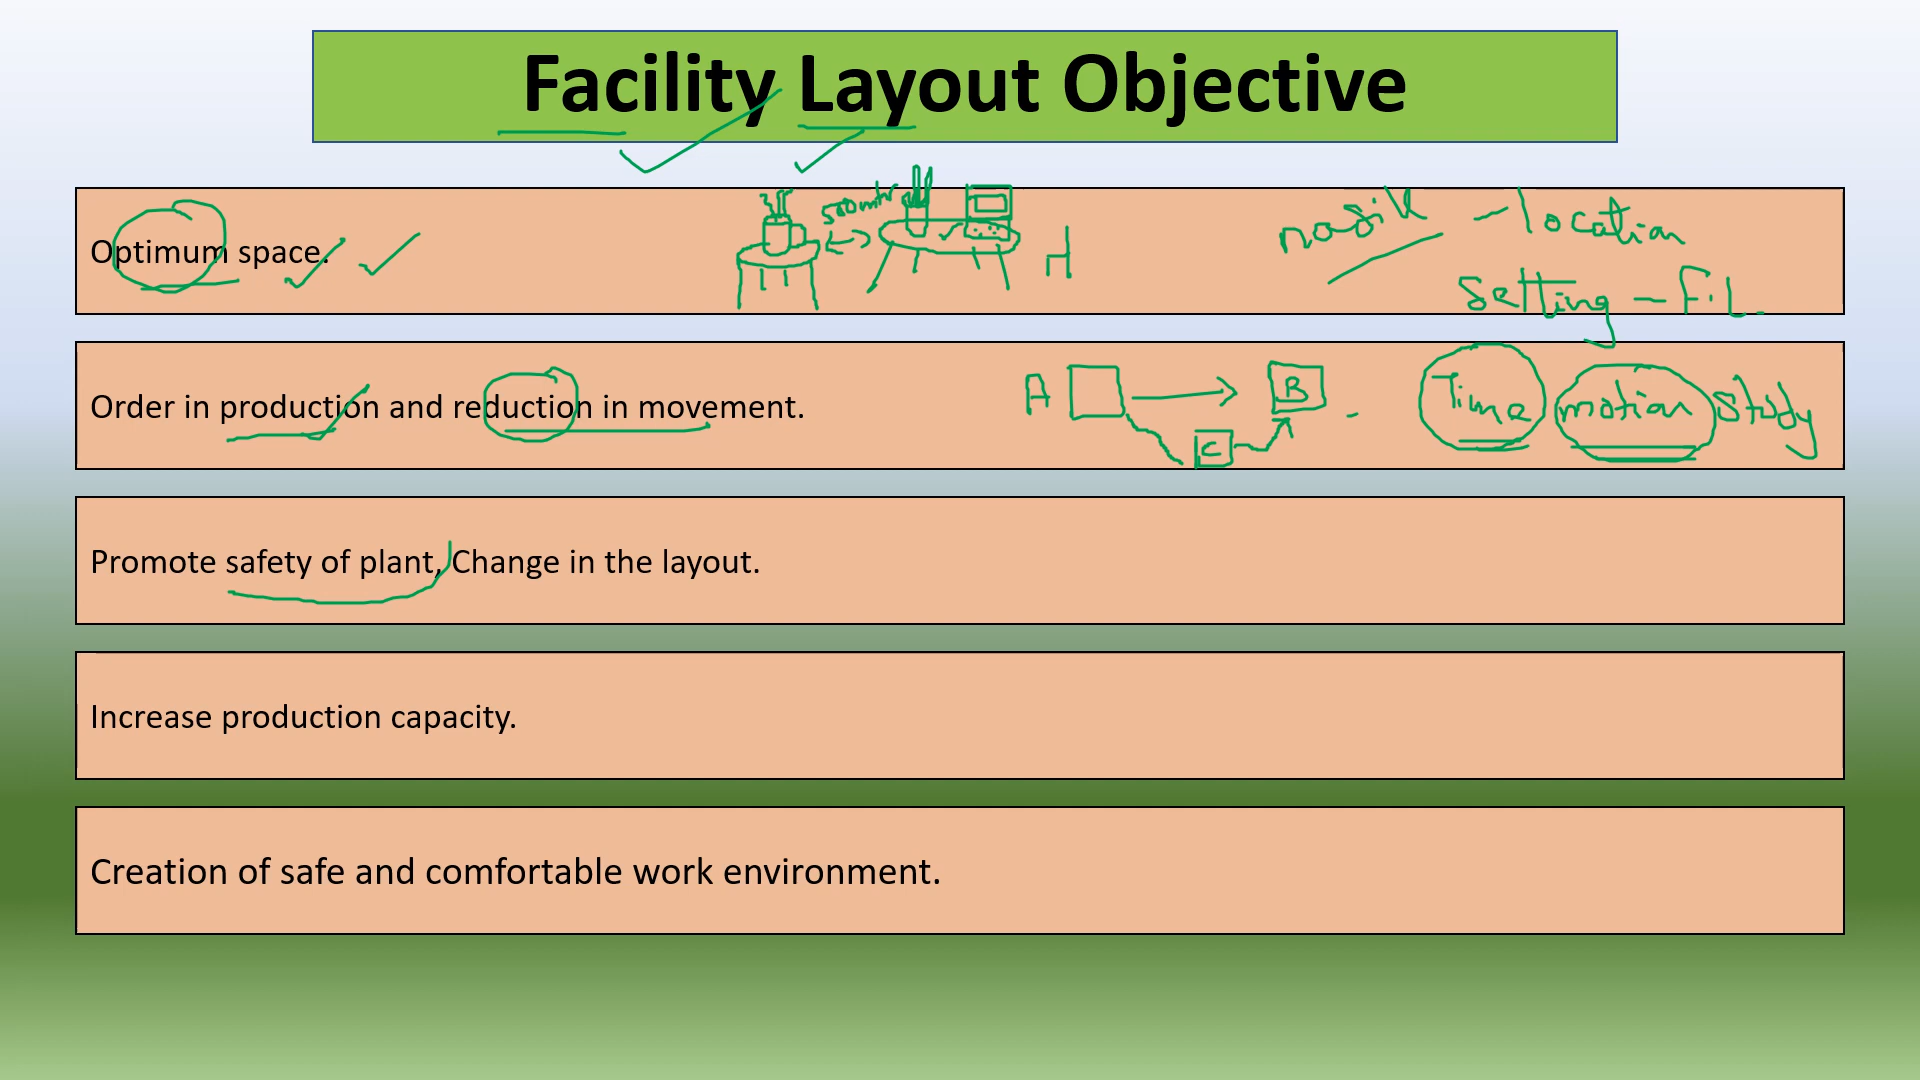 Facility Layout Objective
Optimum space.
500mtr
H
- location
Setting - F.L.
Order in production and reduction in movement.
A
B
C
Time motion Study
Promote safety of plant, Change in the layout.
Increase production capacity.
Creation of safe and comfortable work environment.